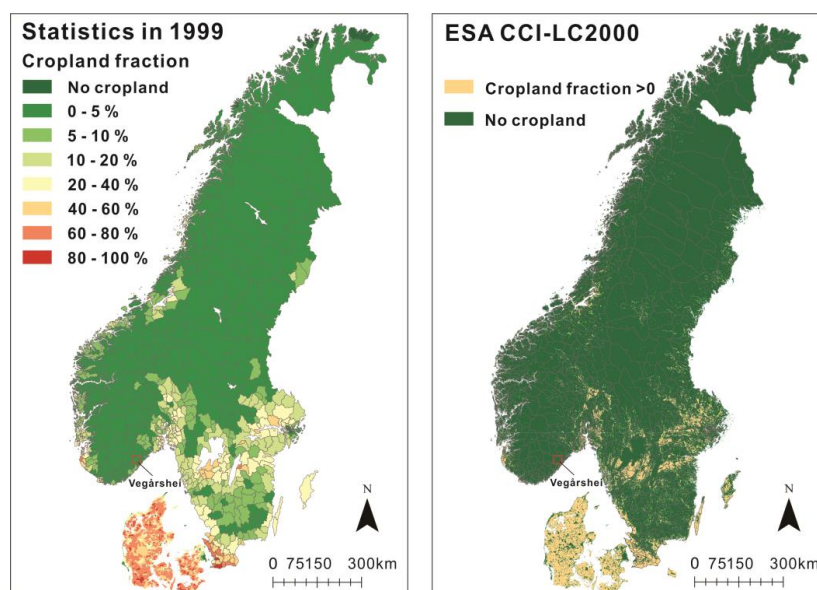 Statistics in 1999
Cropland fraction
No cropland
0 - 5 %
5 - 10 %
10 - 20 %
20 - 40 %
40 - 60 %
60 - 80 %
80 - 100 %
Vegårshei
N
0 75150 300km
ESA CCI-LC2000
Cropland fraction >0
No cropland
Vegårshei
N
0 75150 300km